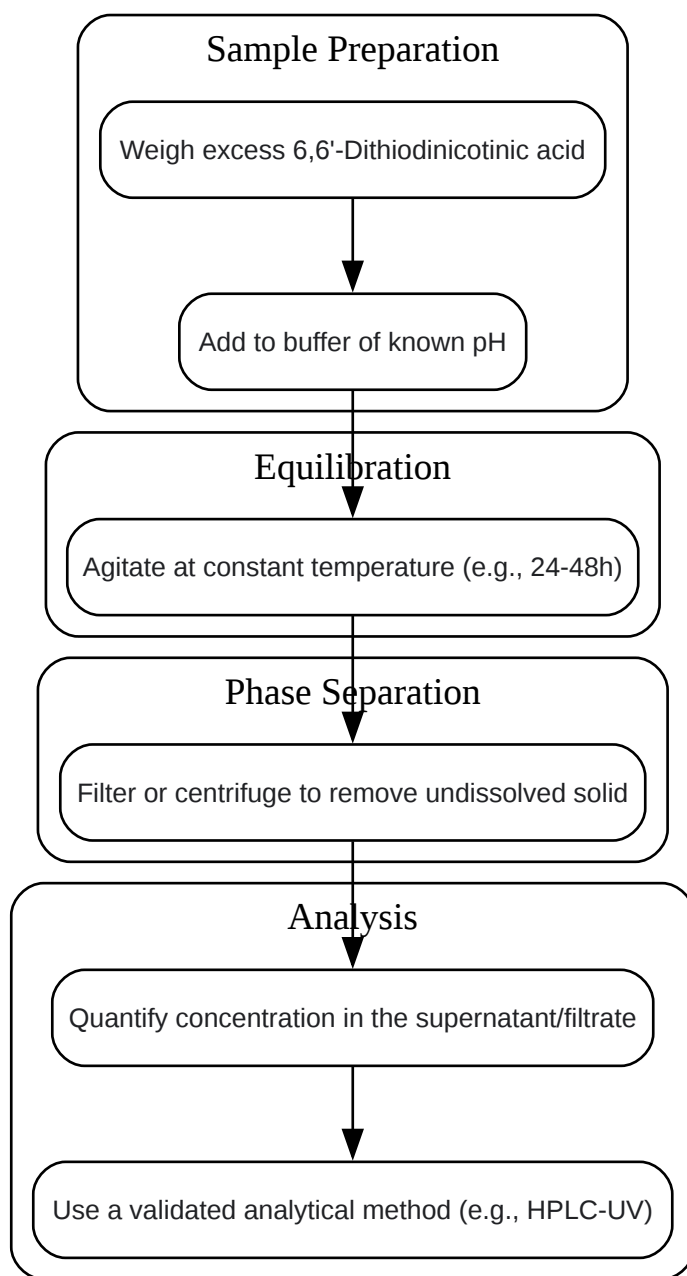 Sample Preparation
Weigh excess 6,6'-Dithiodinicotinic acid
Add to buffer of known pH
Equilibration
Agitate at constant temperature (e.g., 24-48h)
Phase Separation
Filter or centrifuge to remove undissolved solid
Analysis
Quantify concentration in the supernatant/filtrate
Use a validated analytical method (e.g., HPLC-UV)